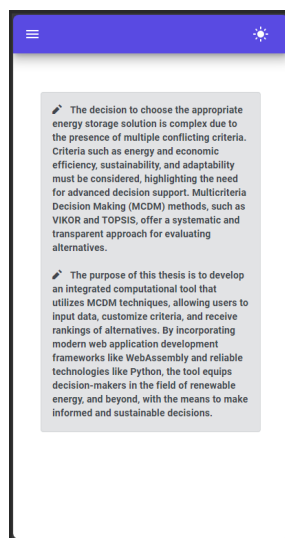 The decision to choose the appropriate
energy storage solution is complex due to
the presence of multiple conflicting criteria.
Criteria such as energy and economic
efficiency, sustainability, and adaptability
must be considered, highlighting the need
for advanced decision support. Multicriteria
Decision Making (MCDM) methods, such as
VIKOR and TOPSIS, offer a systematic and
transparent approach for evaluating
alternatives.
The purpose of this thesis is to develop
an integrated computational tool that
utilizes MCDM techniques, allowing users to
input data, customize criteria, and receive
rankings of alternatives. By incorporating
modern web application development
frameworks like WebAssembly and reliable
technologies like Python, the tool equips
decision-makers in the field of renewable
energy, and beyond, with the means to make
informed and sustainable decisions.